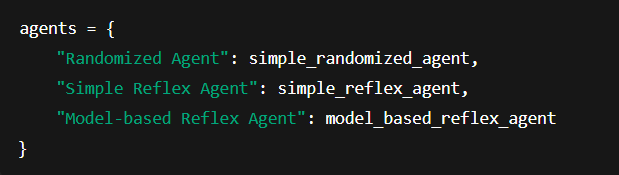 agents = {
    "Randomized Agent": simple_randomized_agent,
    "Simple Reflex Agent": simple_reflex_agent,
    "Model-based Reflex Agent": model_based_reflex_agent
}